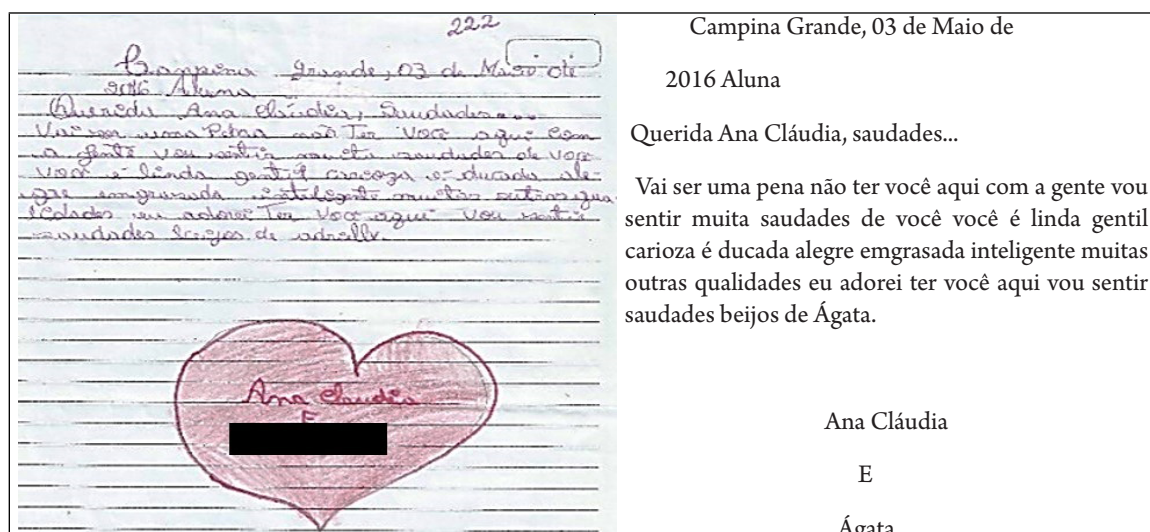 222
Campina Grande, 03 de Maio de
2016 Aluna
Querida Ana Cláudia, Saudades...
Vai ser uma Pena não Ter Você aqui Com
a gente vou sentir muita saudades de você
você é linda gentil carioza é ducada ale-
gre emgrasada inteligente muitas outras qua
lidades eu adorei Ter Você aqui vou sentir
saudades beijos de
Ana Claudia
E
Campina Grande, 03 de Maio de
2016 Aluna
Querida Ana Cláudia, saudades...
Vai ser uma pena não ter você aqui com a gente vou
sentir muita saudades de você você é linda gentil
carioza é ducada alegre emgrasada inteligente muitas
outras qualidades eu adorei ter você aqui vou sentir
saudades beijos de Ágata.
Ana Cláudia
E
Ágata